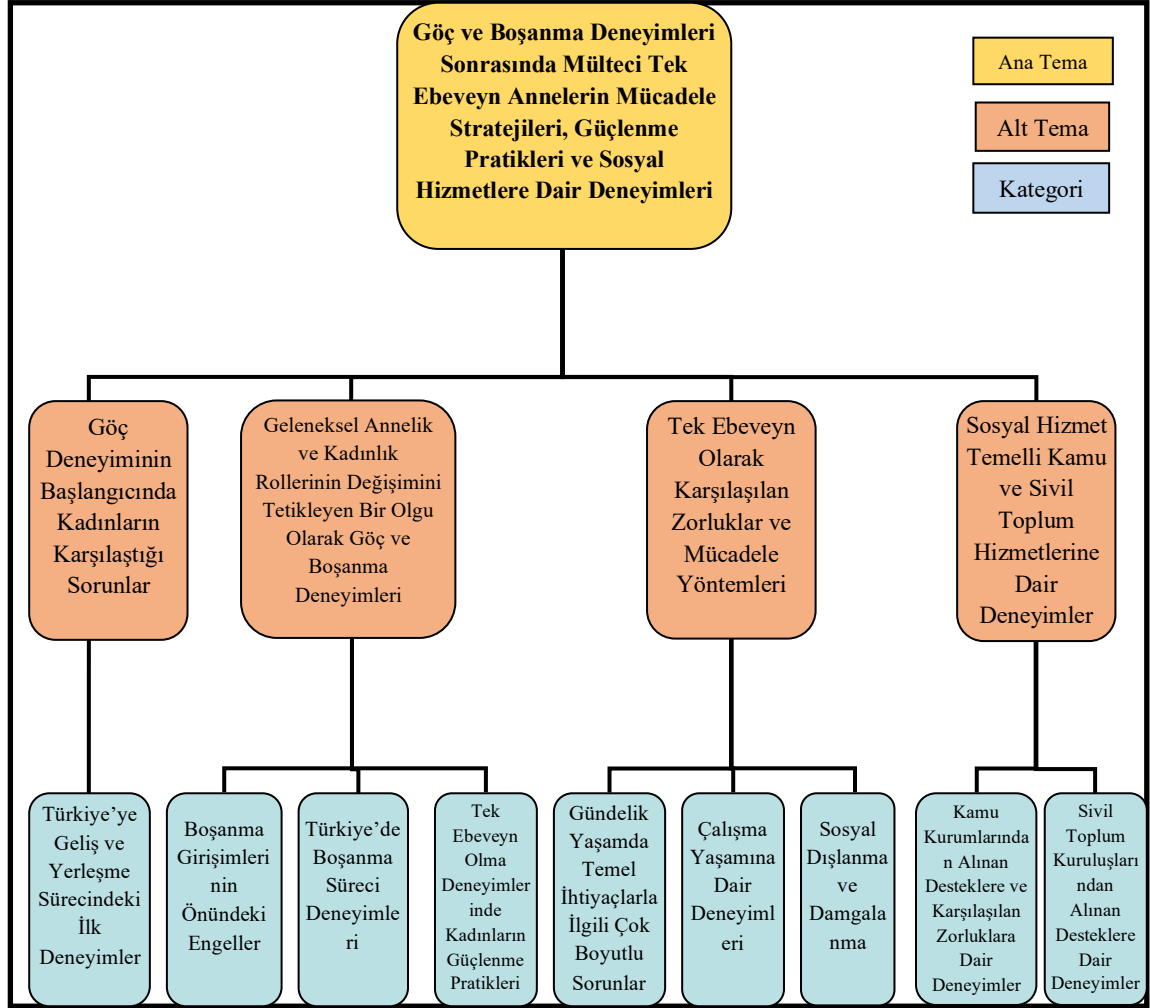 Göç ve Boşanma Deneyimleri
Sonrasında Mülteci Tek
Ebeveyn Annelerin Mücadele
Stratejileri, Güçlenme
Pratikleri ve Sosyal
Hizmetlere Dair Deneyimleri
Ana Tema
Alt Tema
Kategori
Göç
Deneyiminin
Başlangıcında
Kadınların
Karşılaştığı
Sorunlar
Geleneksel Annelik
ve Kadınlık
Rollerinin Değişimini
Tetikleyen Bir Olgu
Olarak Göç ve
Boşanma
Deneyimleri
Tek Ebeveyn
Olarak
Karşılaşılan
Zorluklar ve
Mücadele
Yöntemleri
Sosyal Hizmet
Temelli Kamu
ve Sivil
Toplum
Hizmetlerine
Dair
Deneyimler
Türkiye’ye
Geliş ve
Yerleşme
Sürecindeki
İlk
Deneyimler
Boşanma
Girişimleri
nin
Önündeki
Engeller
Türkiye’de
Boşanma
Süreci
Deneyimle
ri
Tek
Ebeveyn
Olma
Deneyimler
inde
Kadınların
Güçlenme
Pratikleri
Gündelik
Yaşamda
Temel
İhtiyaçlarla
İlgili Çok
Boyutlu
Sorunlar
Çalışma
Yaşamına
Dair
Deneyiml
eri
Sosyal
Dışlanma
ve
Damgala
nma
Kamu
Kurumlarında
n Alınan
Desteklere ve
Karşılaşılan
Zorluklara
Dair
Deneyimler
Sivil
Toplum
Kuruluşları
ndan
Alınan
Desteklere
Dair
Deneyimler